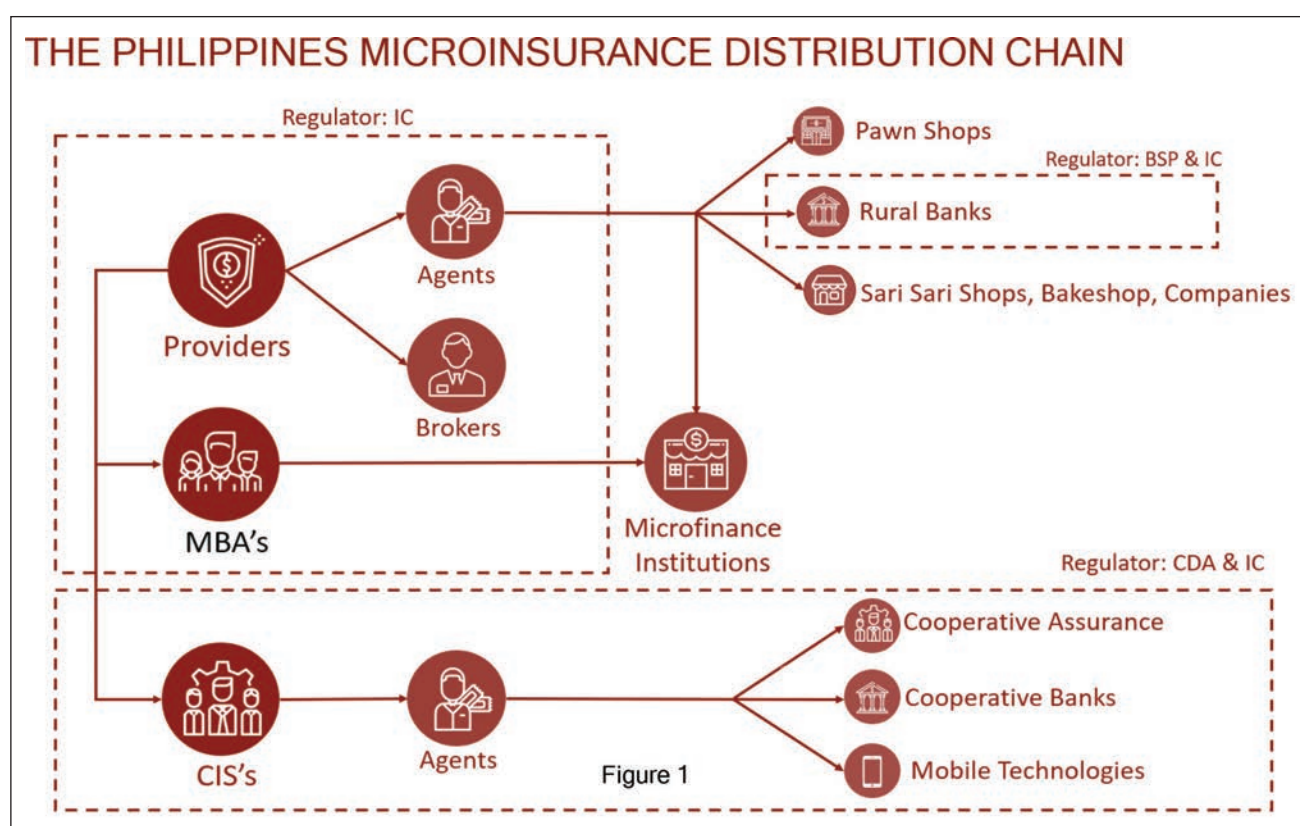 THE PHILIPPINES MICROINSURANCE DISTRIBUTION CHAIN
Regulator: IC
Pawn Shops
Regulator: BSP & IC
Rural Banks
Agents
Sari Sari Shops, Bakeshop, Companies
Providers
Brokers
MBA's
Microfinance
Institutions
Regulator: CDA & IC
Cooperative Assurance
Cooperative Banks
Agents
CIS's
Mobile Technologies
Figure 1